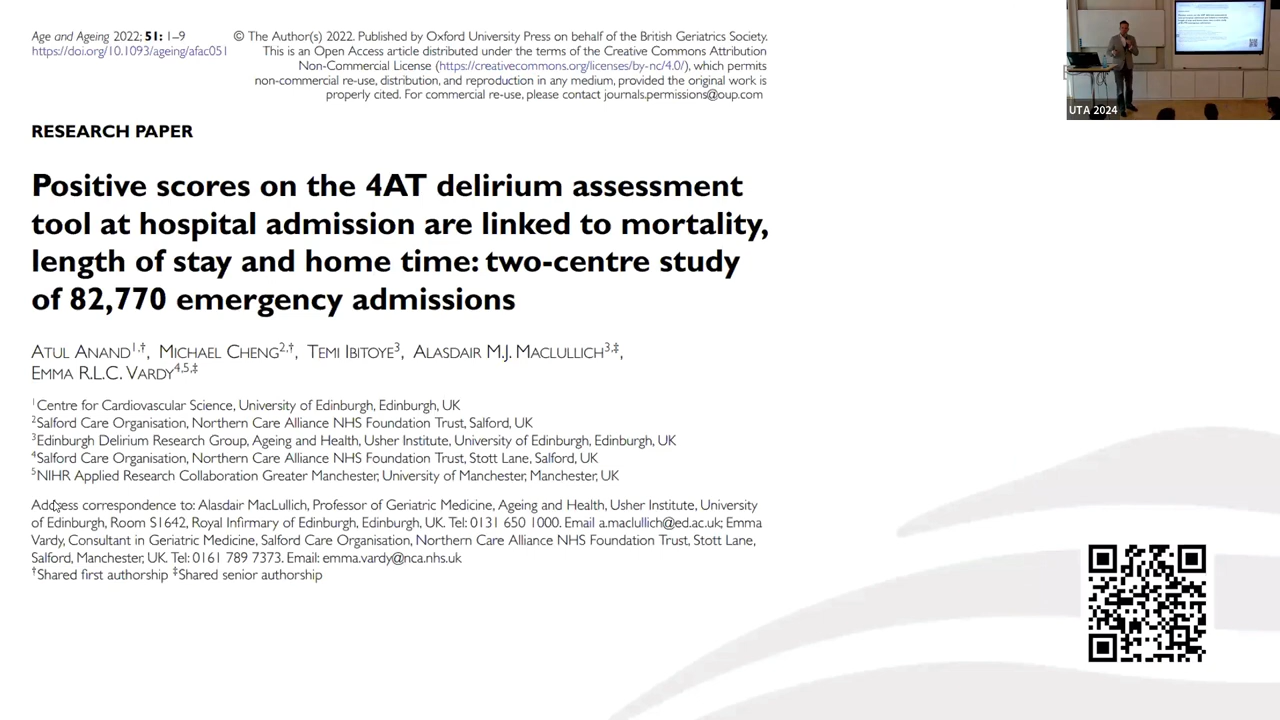 Age and Ageing 2022; 51: 1–9
https://doi.org/10.1093/ageing/afac051
© The Author(s) 2022. Published by Oxford University Press on behalf of the British Geriatrics Society.
This is an Open Access article distributed under the terms of the Creative Commons Attribution
Non-Commercial License (https://creativecommons.org/licenses/by-nc/4.0/), which permits
non-commercial re-use, distribution, and reproduction in any medium, provided the original work is
properly cited. For commercial re-use, please contact journals.permissions@oup.com
UTA 2024
RESEARCH PAPER
Positive scores on the 4AT delirium assessment
tool at hospital admission are linked to mortality,
length of stay and home time: two-centre study
of 82,770 emergency admissions
ATUL ANAND1,†, MICHAEL CHENG2,†, TEMI IBITOYE3, ALASDAIR M.J. MACLULLICH3,‡,
EMMA R.L.C. VARDY4,5,‡
1Centre for Cardiovascular Science, University of Edinburgh, Edinburgh, UK
2Salford Care Organisation, Northern Care Alliance NHS Foundation Trust, Salford, UK
3Edinburgh Delirium Research Group, Ageing and Health, Usher Institute, University of Edinburgh, Edinburgh, UK
4Salford Care Organisation, Northern Care Alliance NHS Foundation Trust, Stott Lane, Salford, UK
5NIHR Applied Research Collaboration Greater Manchester, University of Manchester, Manchester, UK
Address correspondence to: Alasdair MacLullich, Professor of Geriatric Medicine, Ageing and Health, Usher Institute, University
of Edinburgh, Room S1642, Royal Infirmary of Edinburgh, Edinburgh, UK. Tel: 0131 650 1000. Email a.maclullich@ed.ac.uk; Emma
Vardy, Consultant in Geriatric Medicine, Salford Care Organisation, Northern Care Alliance NHS Foundation Trust, Stott Lane,
Salford, Manchester, UK. Tel: 0161 789 7373. Email: emma.vardy@nca.nhs.uk
†Shared first authorship ‡Shared senior authorship